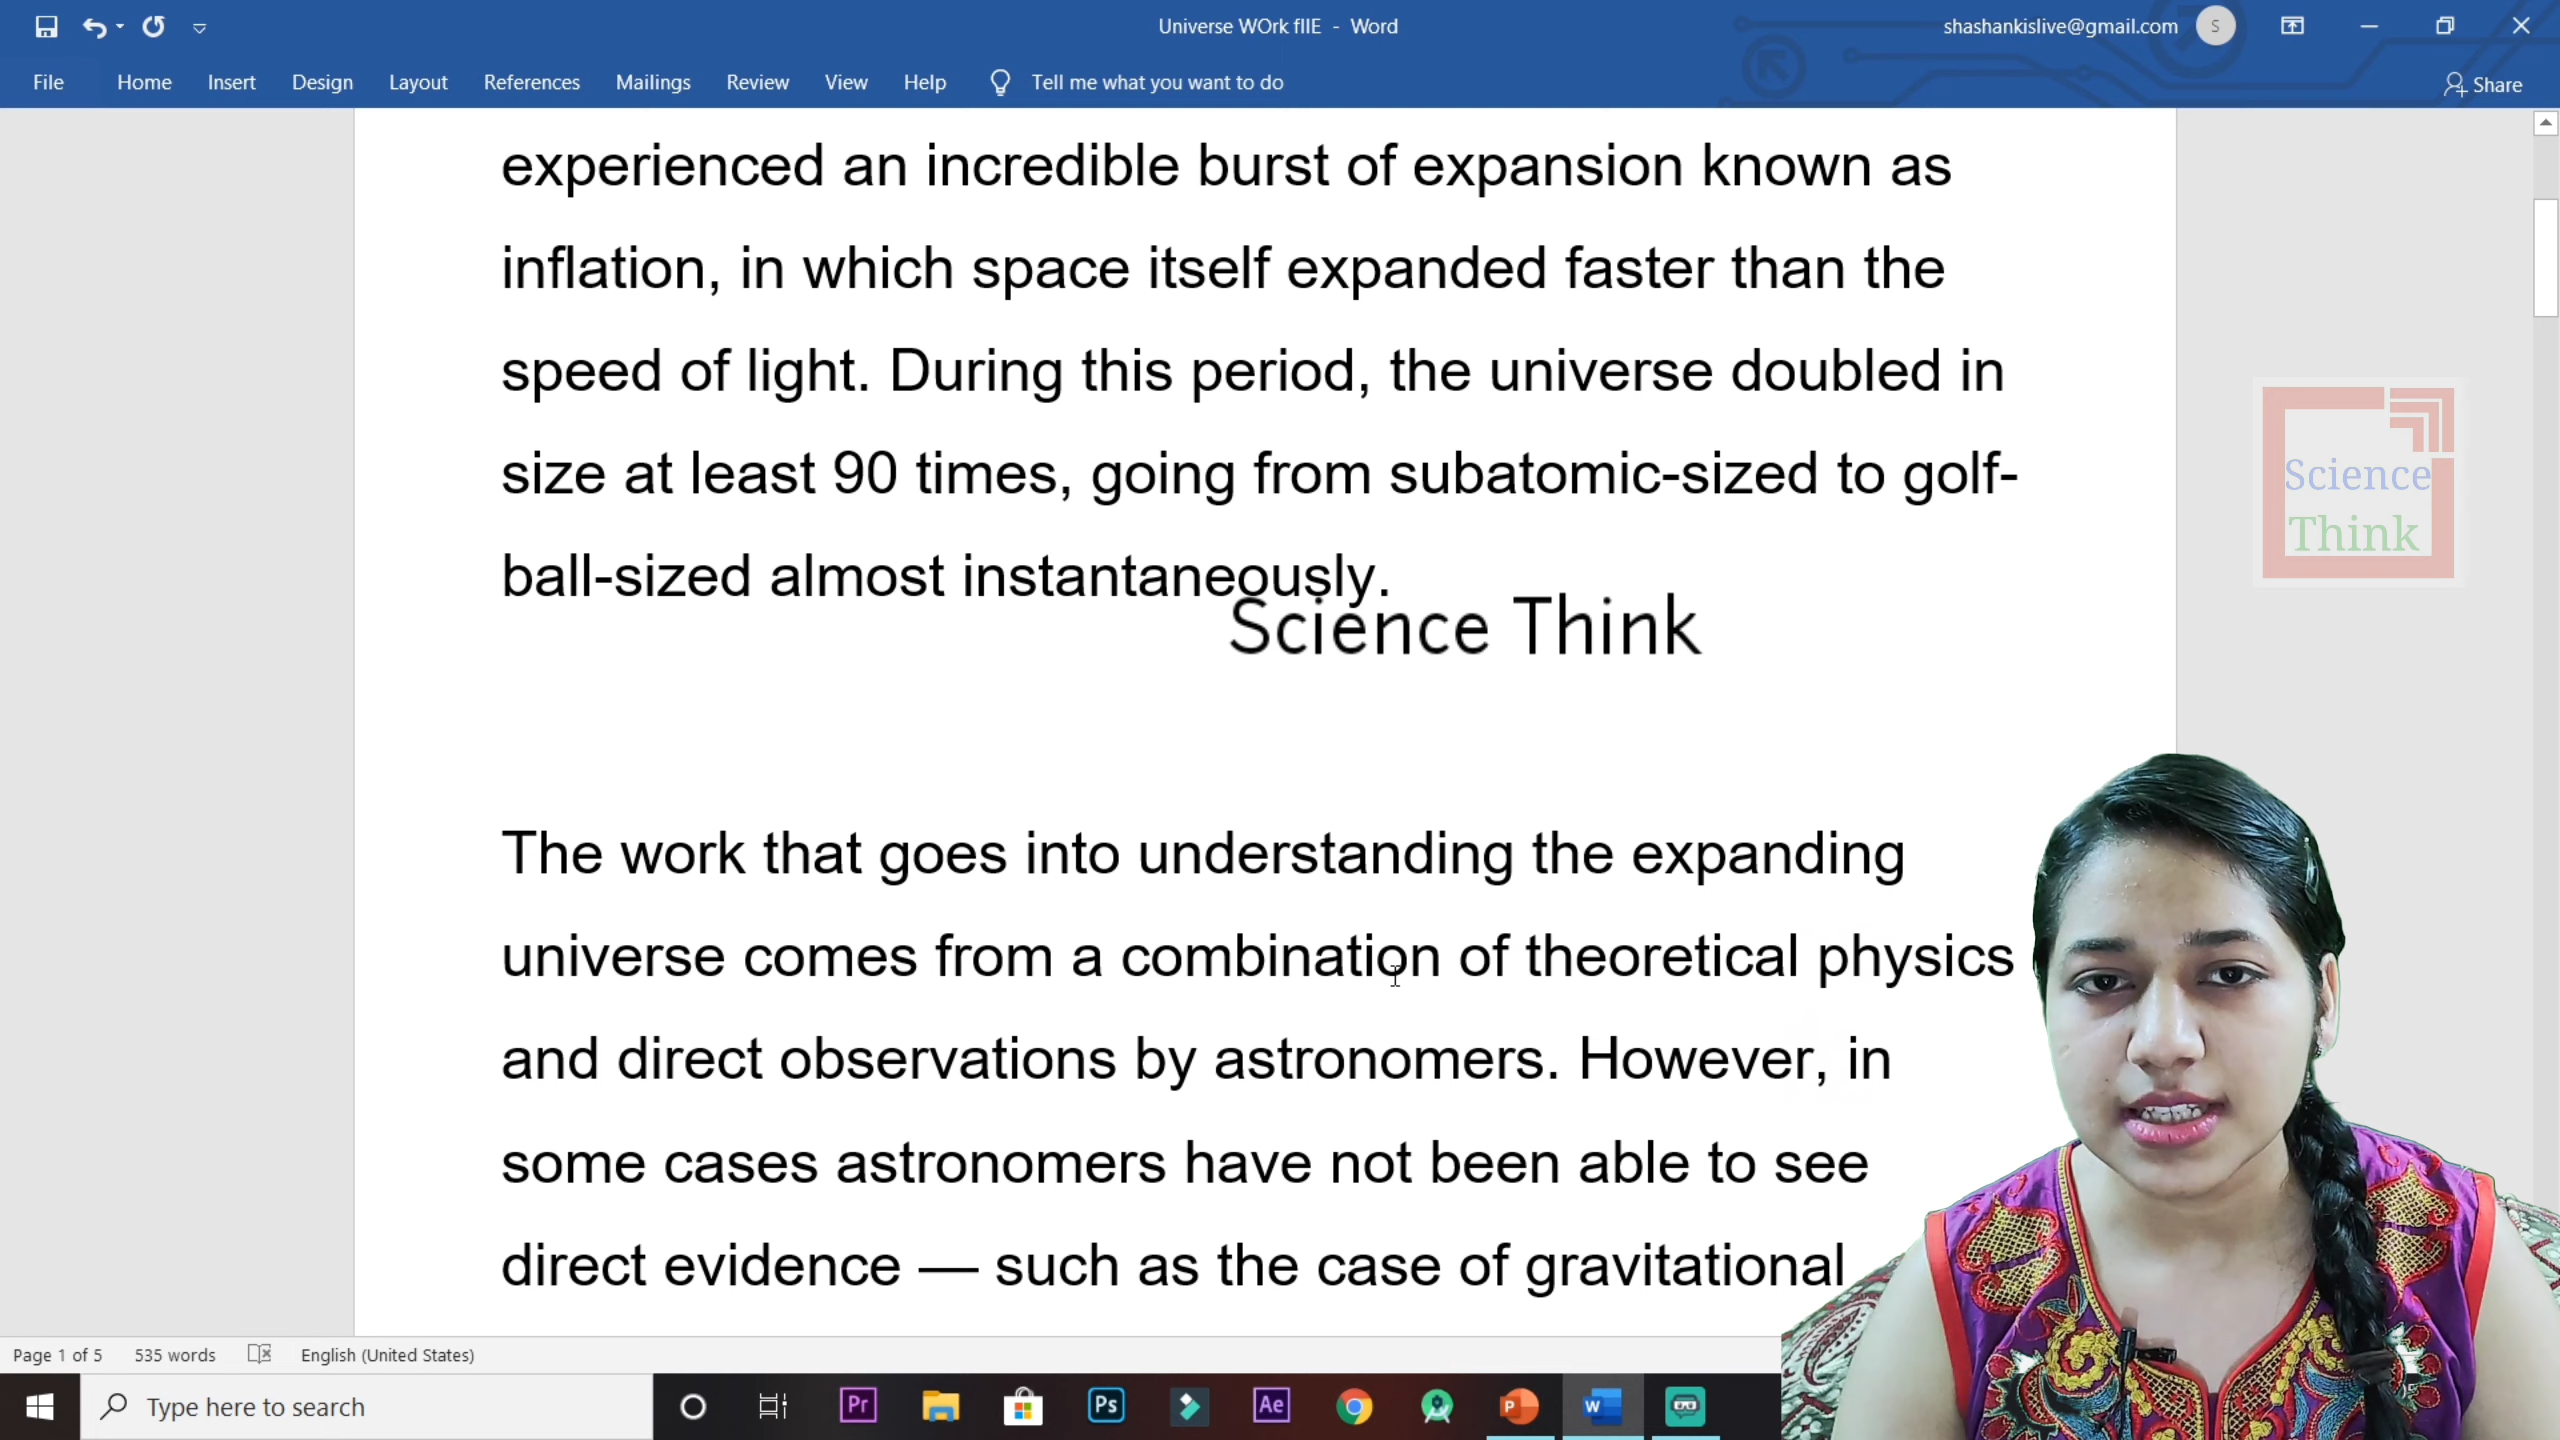 Universe WOrk fIIE - Word
shashankislive@gmail.com
S
File Home Insert Design Layout References Mailings Review View Help Tell me what you want to do
Share
experienced an incredible burst of expansion known as
inflation, in which space itself expanded faster than the
speed of light. During this period, the universe doubled in
size at least 90 times, going from subatomic-sized to golf-
ball-sized almost instantaneously.
Science
Think
Science Think
The work that goes into understanding the expanding
universe comes from a combination of theoretical physics
and direct observations by astronomers. However, in
some cases astronomers have not been able to see
direct evidence — such as the case of gravitational
Page 1 of 5 535 words English (United States)
Type here to search
Pr
Ps
Ae
P
W